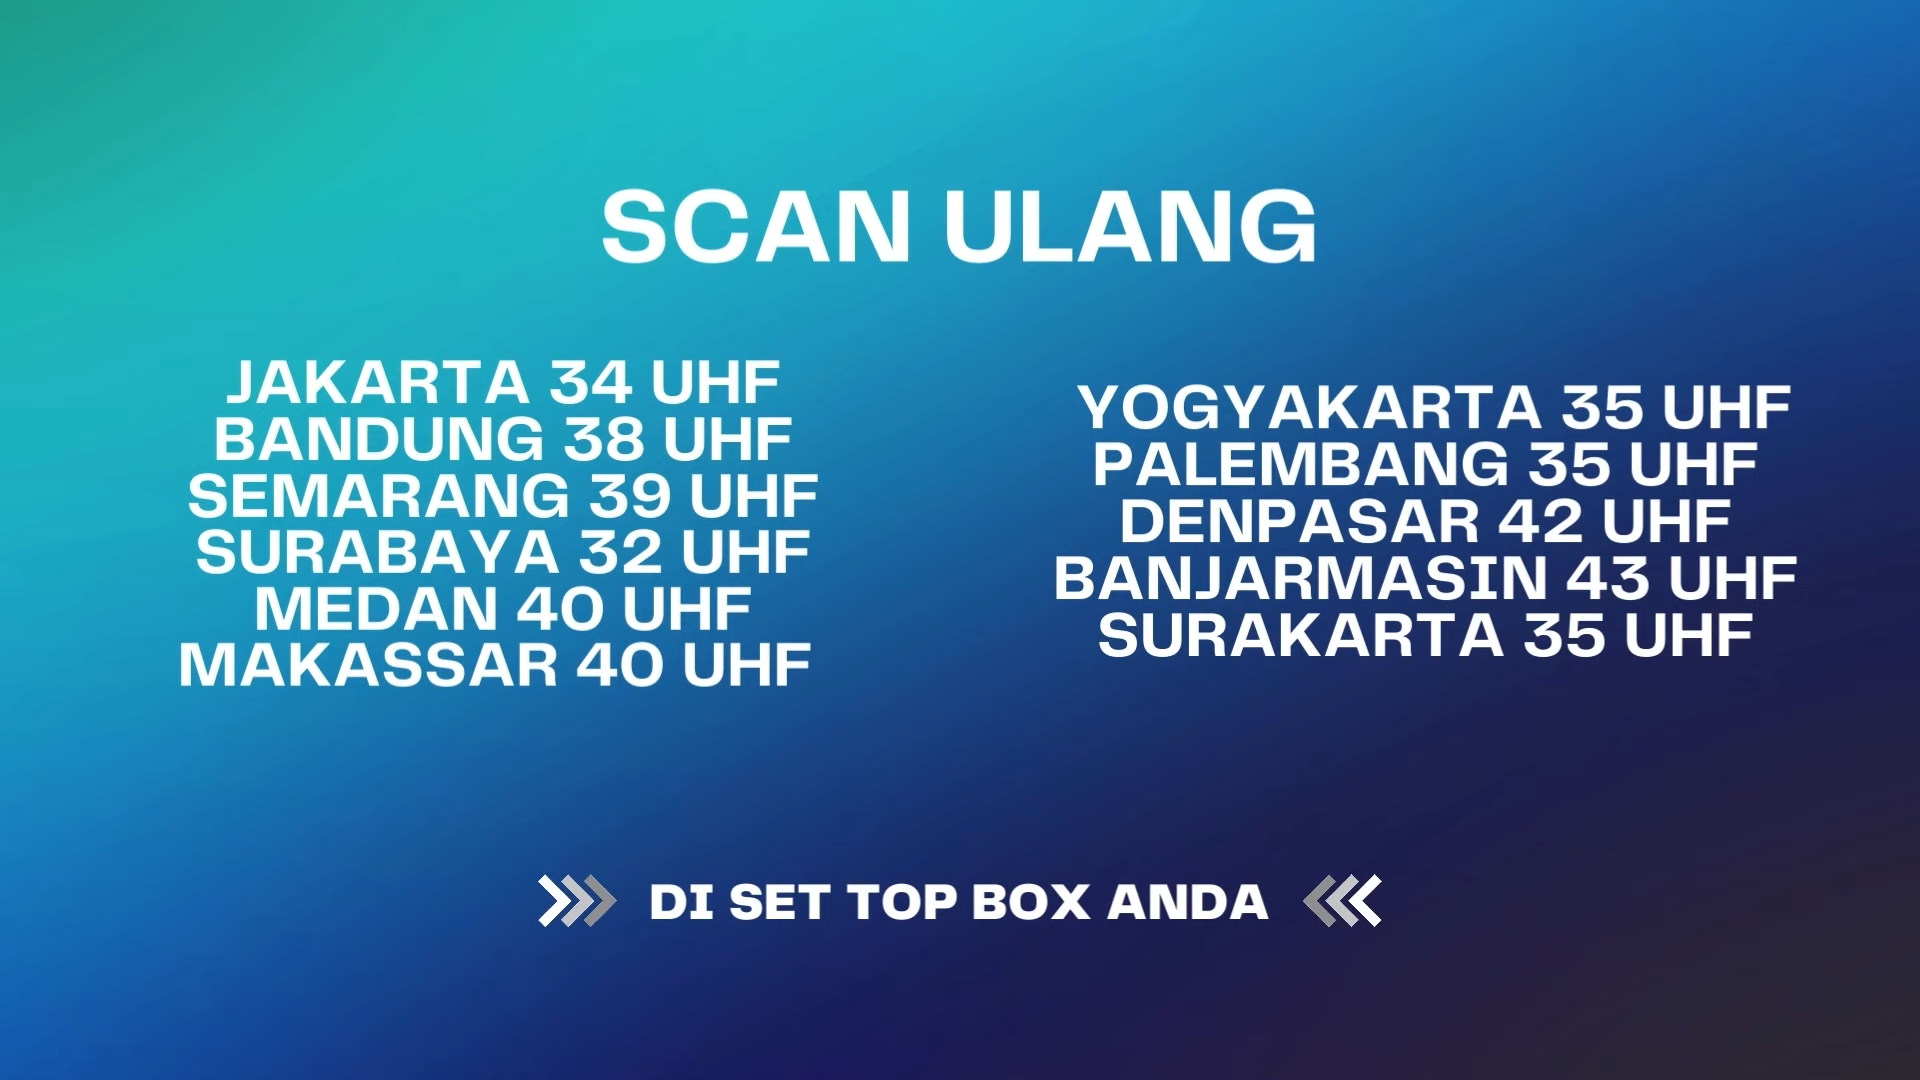 SCAN ULANG
JAKARTA 34 UHF
BANDUNG 38 UHF
SEMARANG 39 UHF
SURABAYA 32 UHF
MEDAN 40 UHF
MAKASSAR 40 UHF
YOGYAKARTA 35 UHF
PALEMBANG 35 UHF
DENPASAR 42 UHF
BANJARMASIN 43 UHF
SURAKARTA 35 UHF
DI SET TOP BOX ANDA